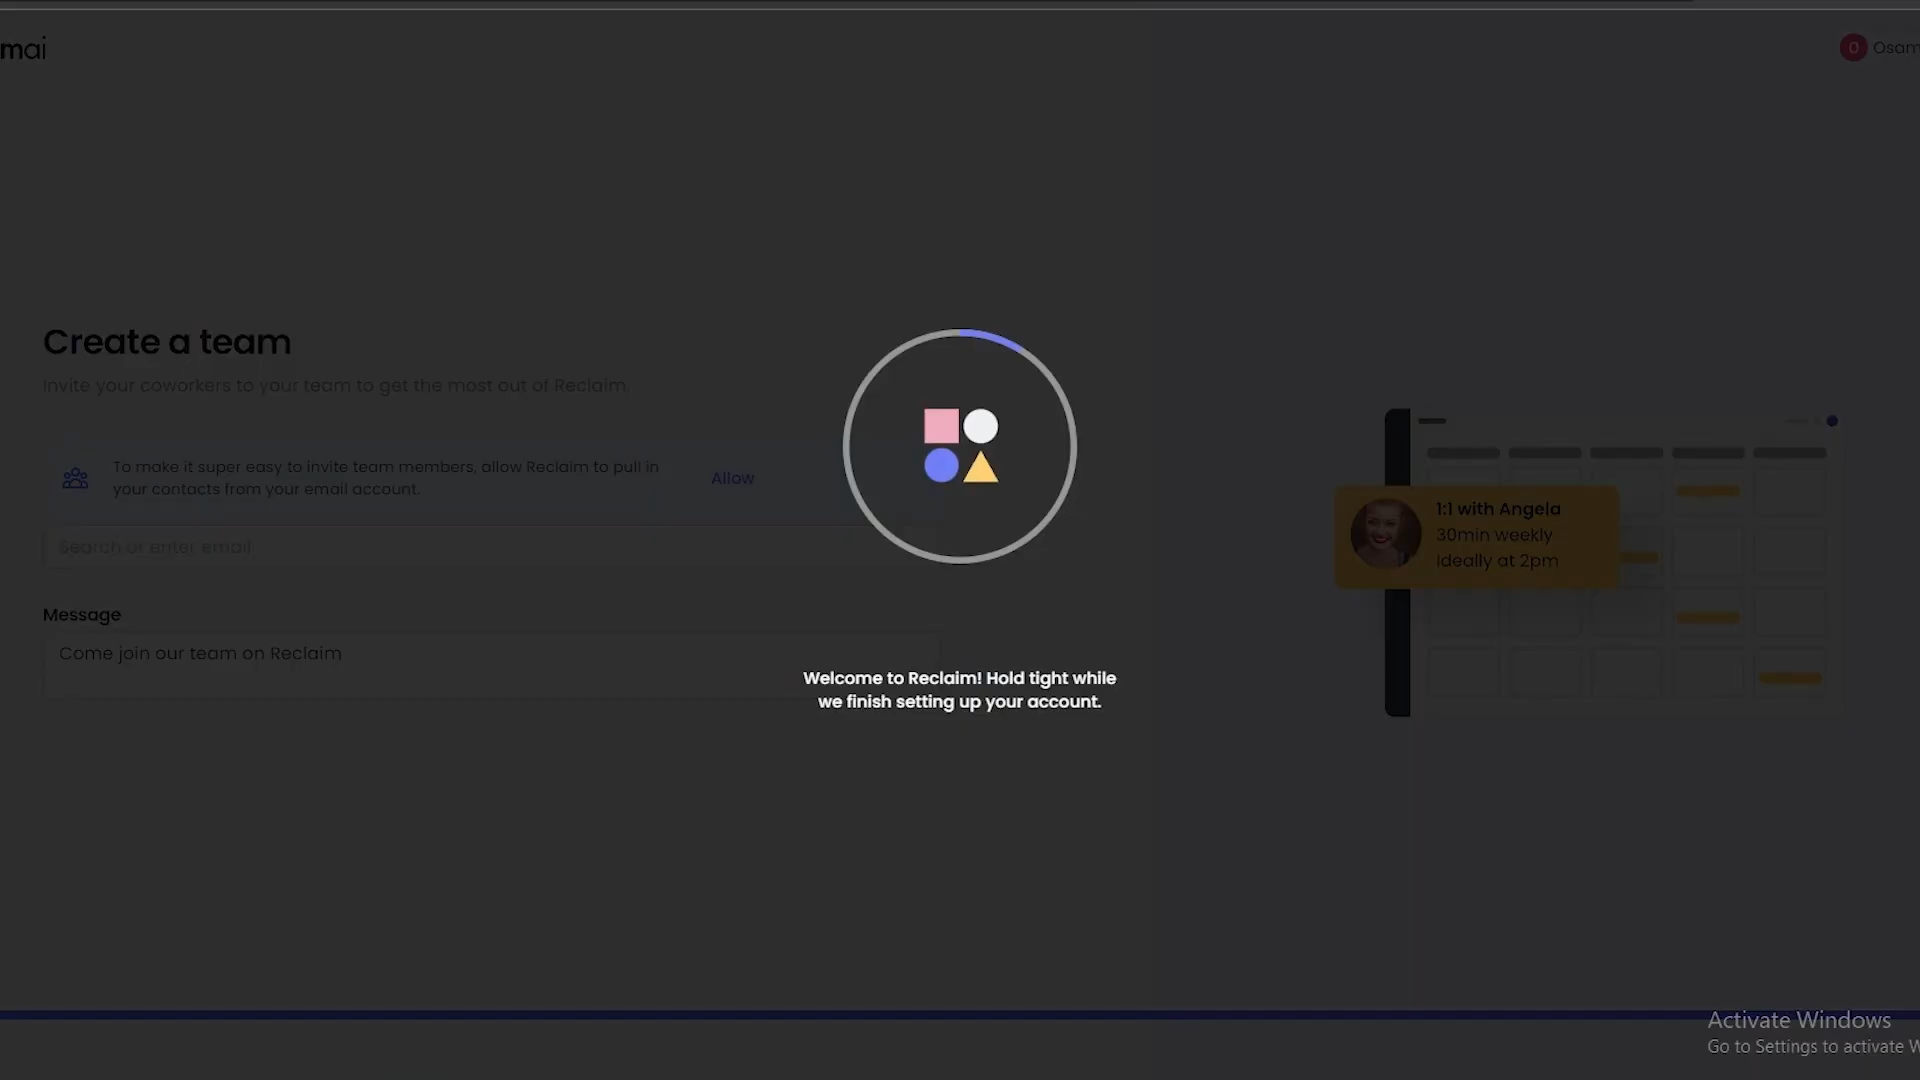 mai
O Osam
Create a team
Invite your coworkers to your team to get the most out of Reclaim.
To make it super easy to invite team members, allow Reclaim to pull in
your contacts from your email account.
Allow
Search or enter email
Message
Come join our team on Reclaim
Welcome to Reclaim! Hold tight while
we finish setting up your account.
1:1 with Angela
30min weekly
Ideally at 2pm
Activate Windows
Go to Settings to activate W